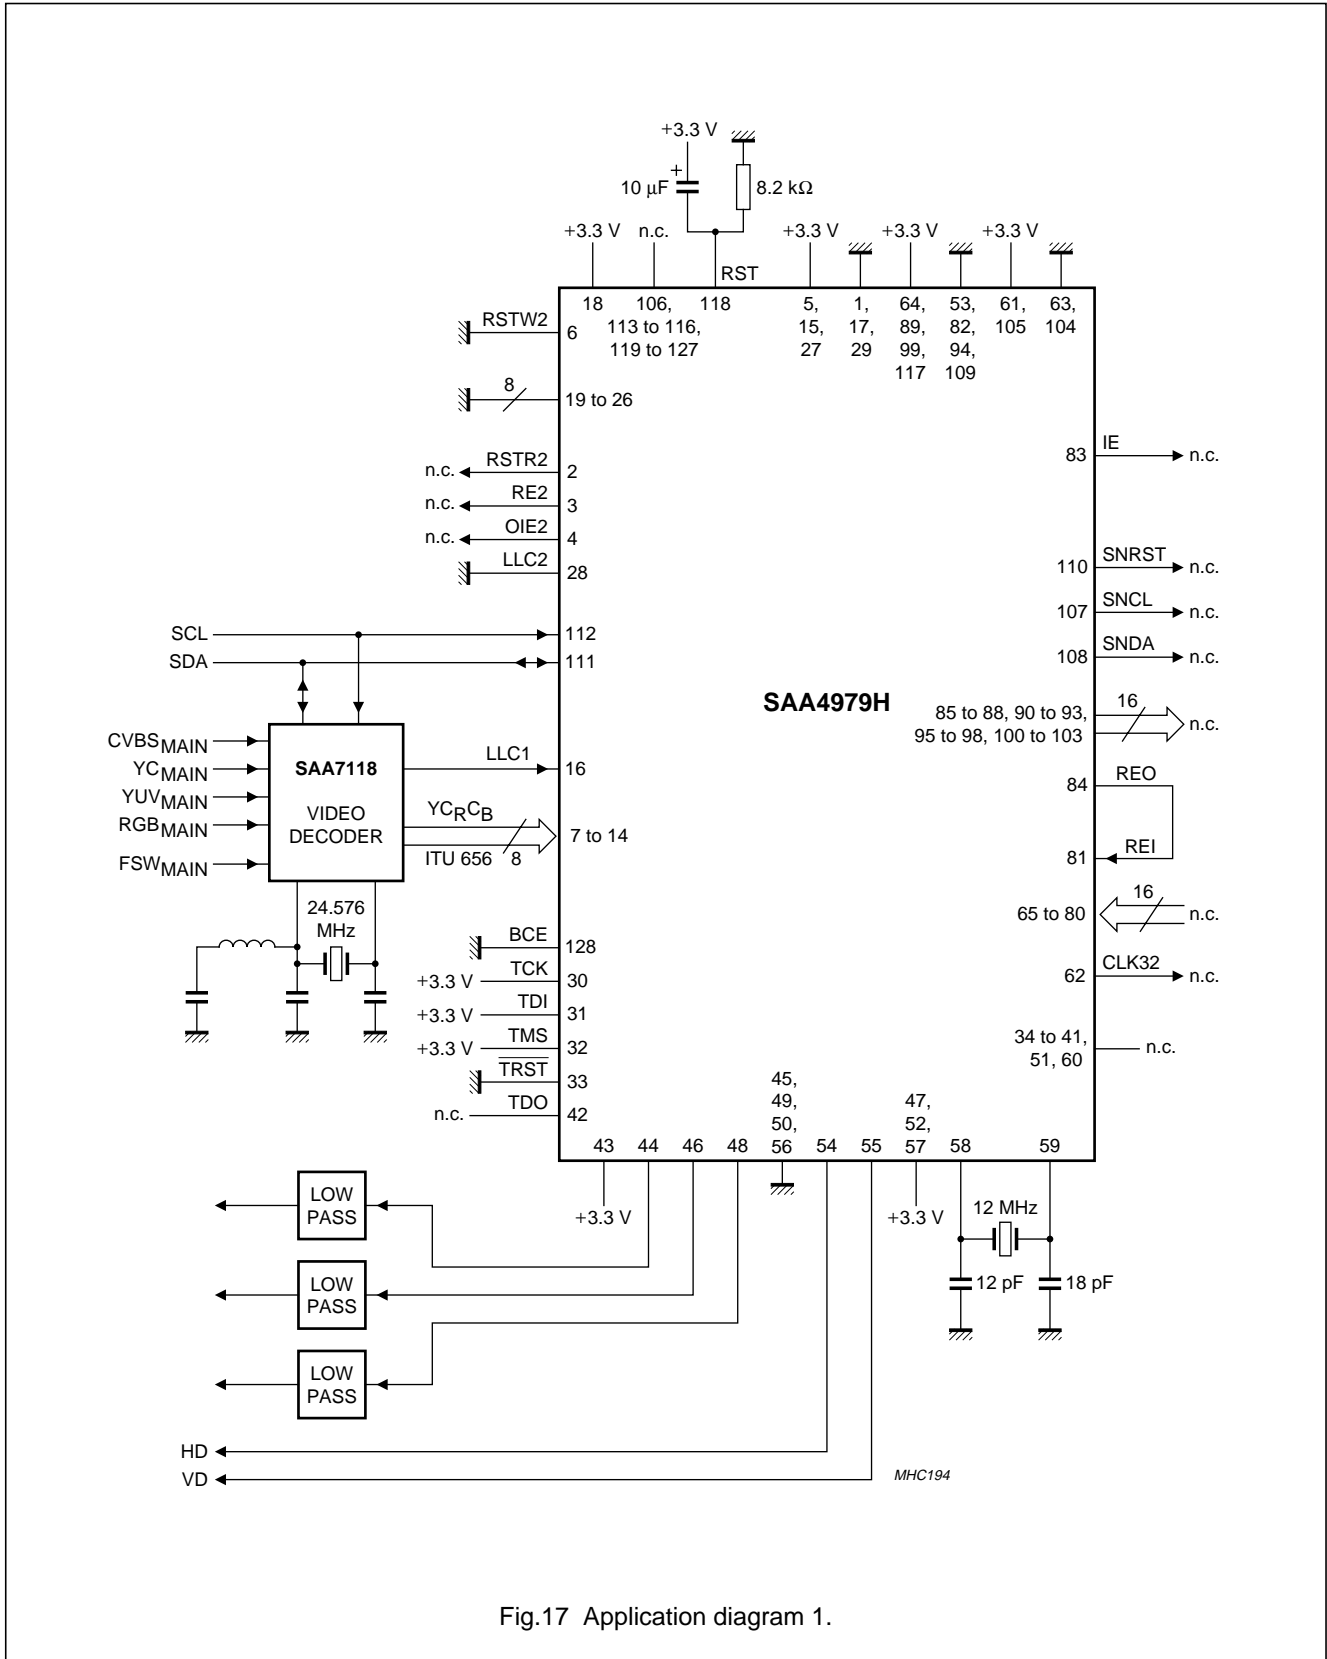 +3.3 V
10 μF
+
8.2 kΩ
+3.3 V
n.c.
RST
+3.3 V
+3.3 V
+3.3 V
18
106,
113 to 116,
119 to 127
118
5,
15,
27
1,
17,
29
64,
89,
99,
117
53,
82,
94,
109
61,
105
63,
104
RSTW2
6
8
19 to 26
n.c.
RSTR2
2
n.c.
RE2
3
n.c.
OIE2
4
LLC2
28
SCL
112
SDA
111
CVBSMAIN
YCMAIN
YUVMAIN
RGBMAIN
FSWMAIN
SAA7118
VIDEO
DECODER
LLC1
16
YCRCB
ITU 656
8
7 to 14
24.576
MHz
BCE
128
+3.3 V
TCK
30
+3.3 V
TDI
31
+3.3 V
TMS
32
TRST
33
n.c.
TDO
42
SAA4979H
83
IE
n.c.
110
SNRST
n.c.
107
SNCL
n.c.
108
SNDA
n.c.
85 to 88, 90 to 93,
95 to 98, 100 to 103
16
n.c.
84
REO
81
REI
65 to 80
16
n.c.
62
CLK32
n.c.
34 to 41,
51, 60
n.c.
43
44
46
48
45,
49,
50,
56
54
55
47,
52,
57
58
59
+3.3 V
+3.3 V
12 MHz
12 pF
18 pF
LOW
PASS
LOW
PASS
LOW
PASS
HD
VD
MHC194
Fig.17 Application diagram 1.